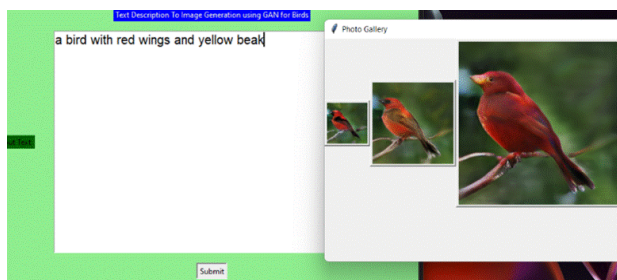 Text Description To Image Generation using GAN for Birds
Photo Gallery
a bird with red wings and yellow beak
Text
Submit